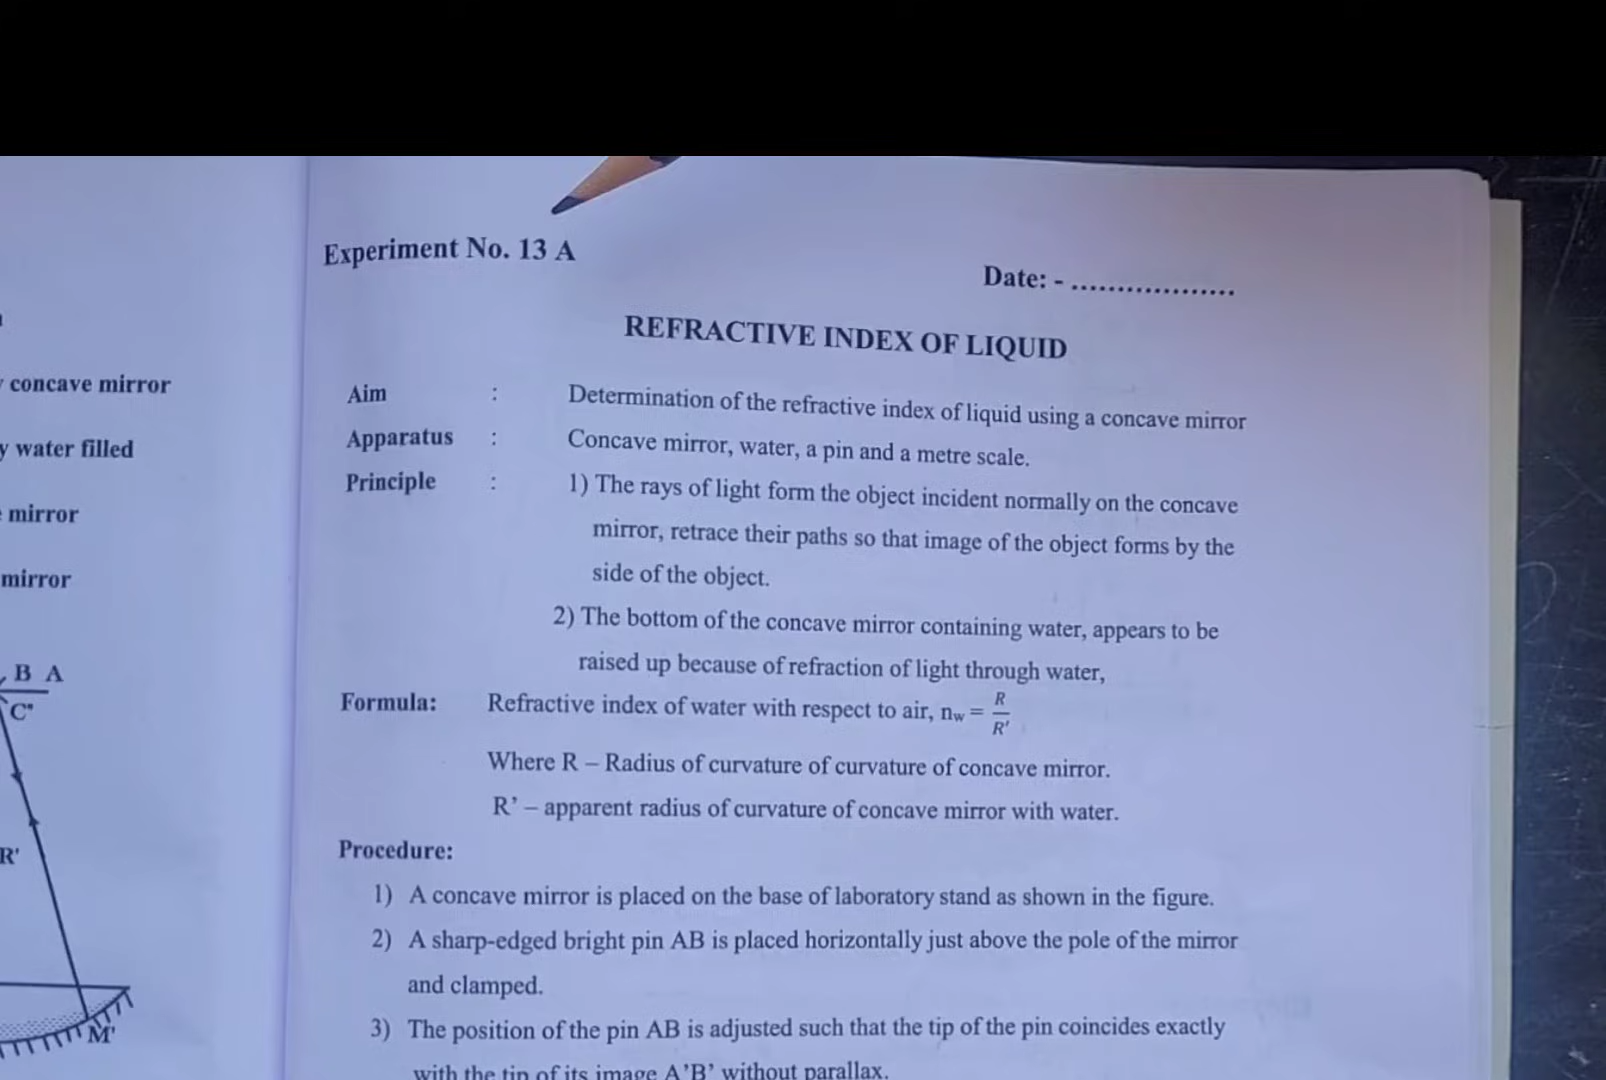 concave mirror
water filled
mirror
mirror
B A
C"
R'
M'
Experiment No. 13 A
Date: - ..................
REFRACTIVE INDEX OF LIQUID
Aim : Determination of the refractive index of liquid using a concave mirror
Apparatus : Concave mirror, water, a pin and a metre scale.
Principle : 1) The rays of light form the object incident normally on the concave
mirror, retrace their paths so that image of the object forms by the
side of the object.
2) The bottom of the concave mirror containing water, appears to be
raised up because of refraction of light through water,
Formula: Refractive index of water with respect to air, nw = R/R'
Where R – Radius of curvature of curvature of concave mirror.
R’ – apparent radius of curvature of concave mirror with water.
Procedure:
1) A concave mirror is placed on the base of laboratory stand as shown in the figure.
2) A sharp-edged bright pin AB is placed horizontally just above the pole of the mirror
and clamped.
3) The position of the pin AB is adjusted such that the tip of the pin coincides exactly
with the tip of its image A’B’ without parallax.